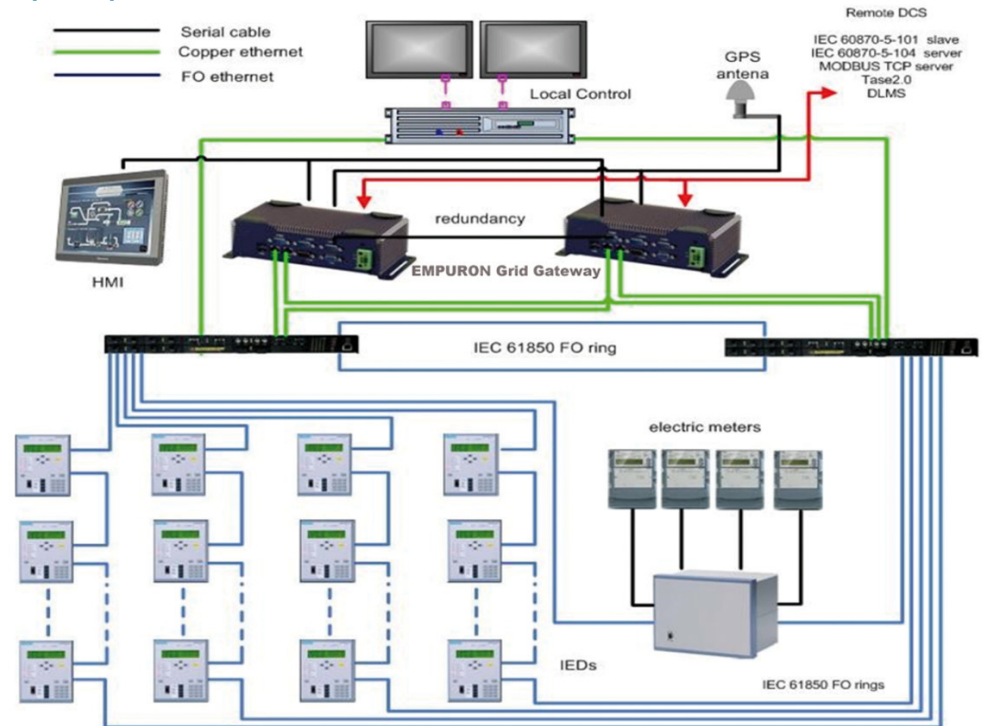 Serial cable
Copper ethernet
FO ethernet
Remote DCS
IEC 60870-5-101 slave
IEC 60870-5-104 server
MODBUS TCP server
Tase2.0
DLMS
GPS
antena
Local Control
redundancy
EMPURON Grid Gateway
HMI
IEC 61850 FO ring
electric meters
IEDs
IEC 61850 FO rings